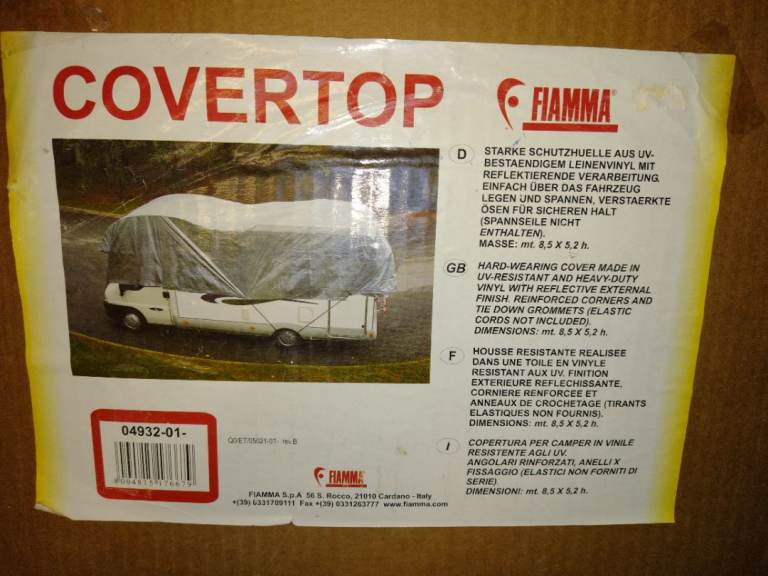 COVERTOP
FIAMMA®
D
STARKE SCHUTZHUELLE AUS UV-
BESTAENDIGEM LEINENVINYL MIT
REFLEKTIERENDE VERARBEITUNG.
EINFACH ÜBER DAS FAHRZEUG
LEGEN UND SPANNEN, VERSTAERKTE
ÖSEN FÜR SICHEREN HALT
(SPANNSEILE NICHT
ENTHALTEN).
MASSE: mt. 8,5 X 5,2 h.
GB
HARD-WEARING COVER MADE IN
UV-RESISTANT AND HEAVY-DUTY
VINYL WITH REFLECTIVE EXTERNAL
FINISH. REINFORCED CORNERS AND
TIE DOWN GROMMETS (ELASTIC
CORDS NOT INCLUDED).
DIMENSIONS: mt. 8,5 X 5,2 h.
F
HOUSSE RESISTANTE REALISEE
DANS UNE TOILE EN VINYLE
RESISTANT AUX UV. FINITION
EXTERIEURE REFLECHISSANTE,
CORNIERE RENFORCEE ET
ANNEAUX DE CROCHETAGE (TIRANTS
ELASTIQUES NON FOURNIS).
DIMENSIONS: mt. 8,5 X 5,2 h.
I
COPERTURA PER CAMPER IN VINILE
RESISTENTE AGLI UV.
ANGOLARI RINFORZATI, ANELLI X
FISSAGGIO (ELASTICI NON FORNITI DI
SERIE)
DIMENSIONI: mt. 8,5 X 5,2 h.
04932-01-
8004815176679
rev.B
FIAMMA
FIAMMA S.p.A 56 S. Rocco, 21010 Cardano - Italy
+(39) 0331709111 Fax +(39) 0331263777 www.fiamma.com